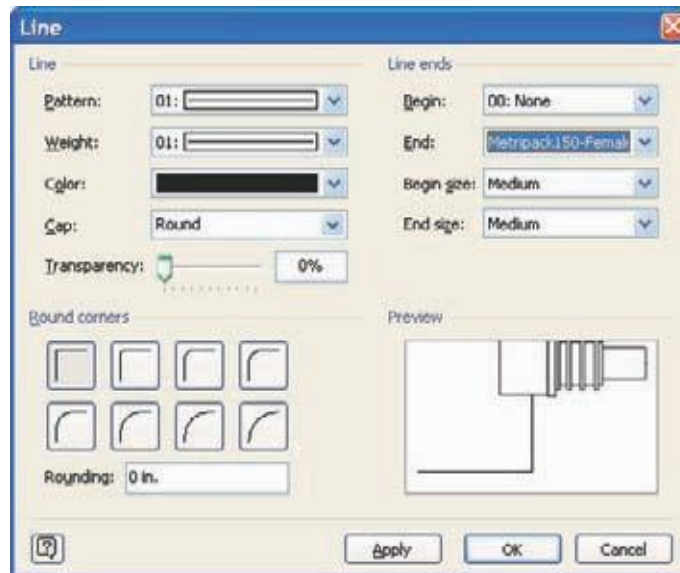 Line
Line
Pattern: 01:
Weight: 01:
Color:
Cap: Round
Transparency: 0%
Line ends
Begin: 00: None
End: Metripack150-Femal
Begin size: Medium
End size: Medium
Round corners
Rounding: 0 in.
Preview
?
Apply
OK
Cancel